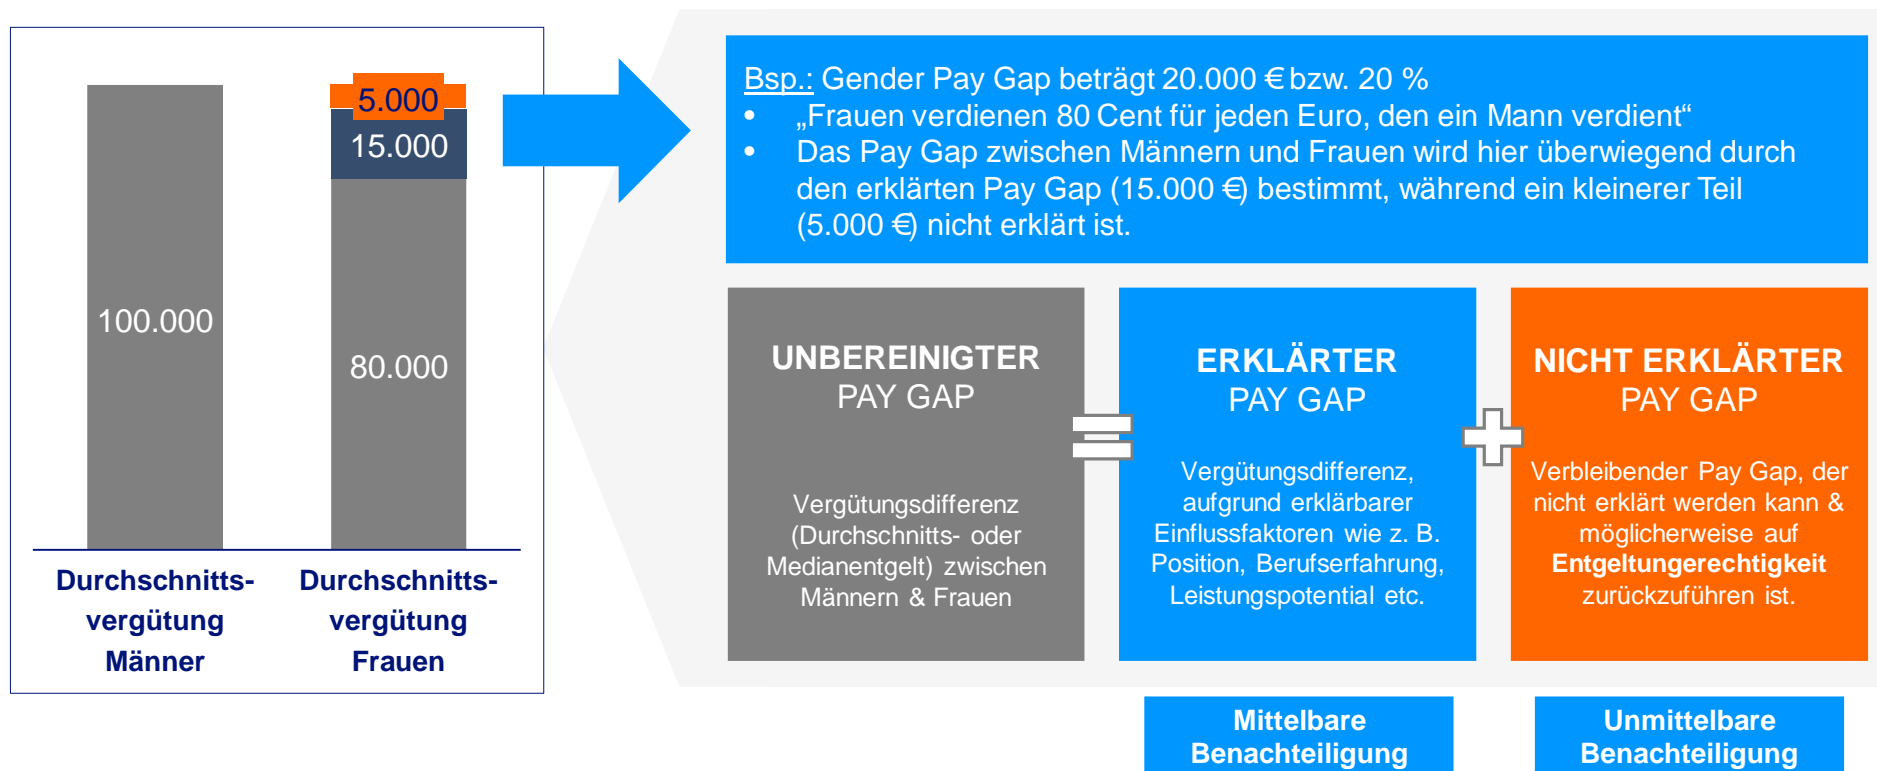 5.000
15.000
100.000
80.000
Durchschnitts-
vergütung
Männer
Durchschnitts-
vergütung
Frauen
Bsp.: Gender Pay Gap beträgt 20.000 € bzw. 20 %
• „Frauen verdienen 80 Cent für jeden Euro, den ein Mann verdient“
• Das Pay Gap zwischen Männern und Frauen wird hier überwiegend durch
den erklärten Pay Gap (15.000 €) bestimmt, während ein kleinerer Teil
(5.000 €) nicht erklärt ist.
UNBEREINIGTER
PAY GAP
Vergütungsdifferenz
(Durchschnitts- oder
Medianentgelt) zwischen
Männern & Frauen
ERKLÄRTER
PAY GAP
Vergütungsdifferenz,
aufgrund erklärbarer
Einflussfaktoren wie z. B.
Position, Berufserfahrung,
Leistungspotential etc.
NICHT ERKLÄRTER
PAY GAP
Verbleibender Pay Gap, der
nicht erklärt werden kann &
möglicherweise auf
Entgeltungerechtigkeit
zurückzuführen ist.
Mittelbare
Benachteiligung
Unmittelbare
Benachteiligung